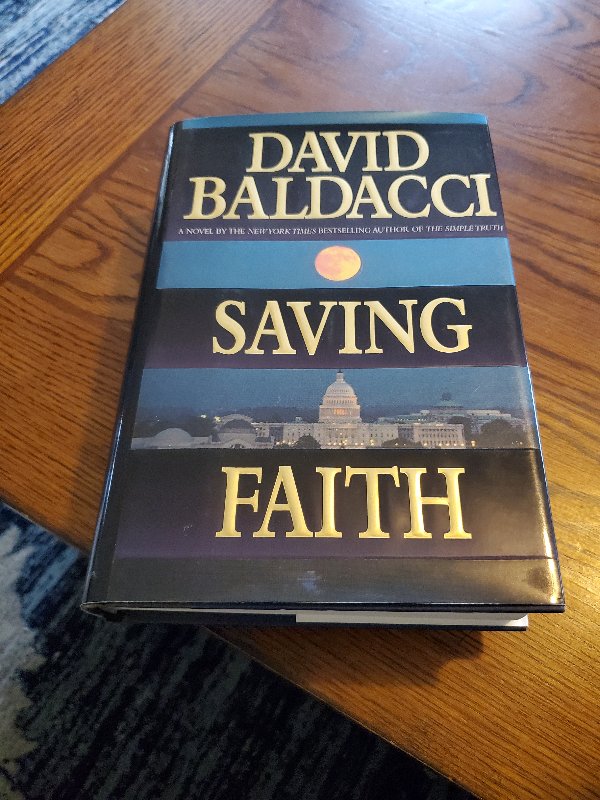 DAVID
BALDACCI
A NOVEL BY THE NEW YORK TIMES BESTSELLING AUTHOR OF THE SIMPLE TRUTH
SAVING
FAITH